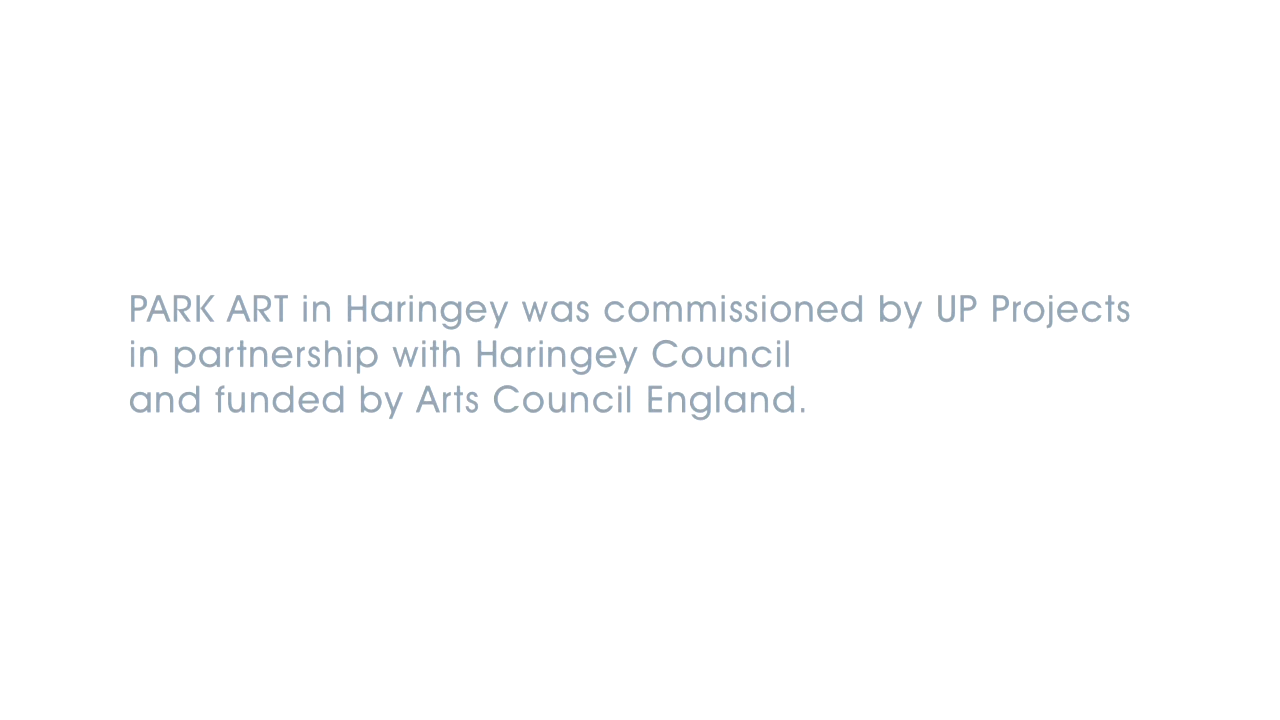 PARK ART in Haringey was commissioned by UP Projects
in partnership with Haringey Council
and funded by Arts Council England.